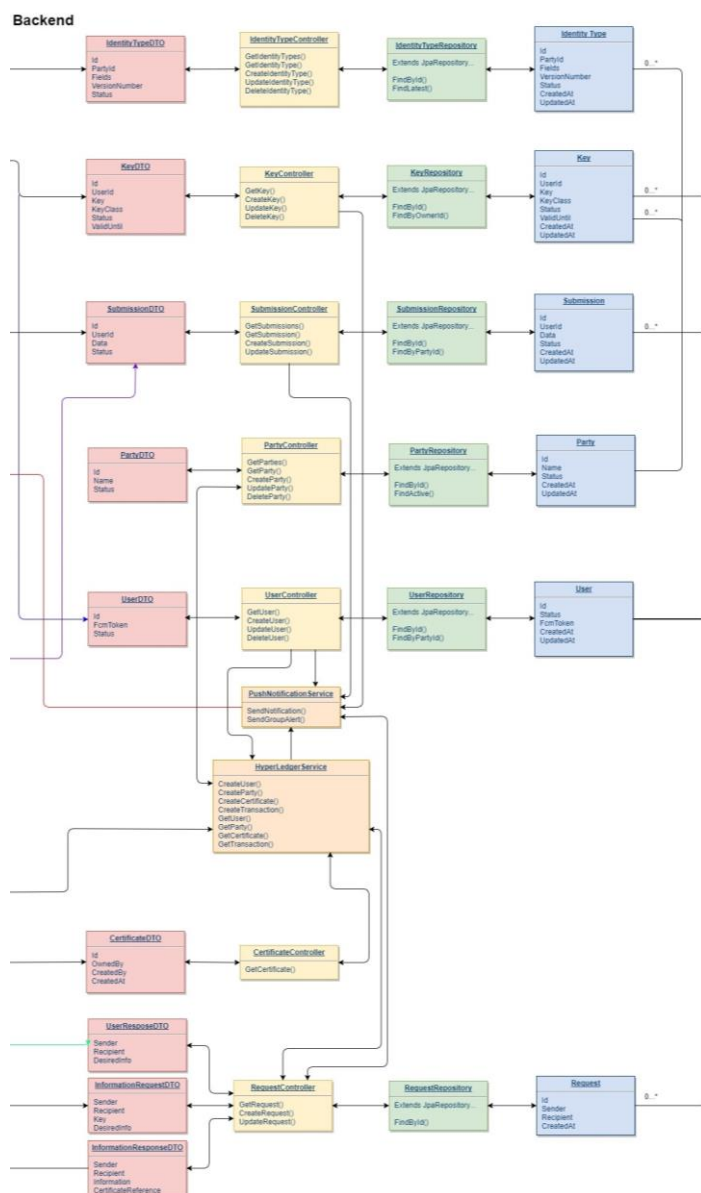 Backend
IdentityTypeDTO
Id
PartyId
Fields
VersionNumber
Status
IdentityTypeController
GetIdentityTypes()
GetIdentityType()
CreateIdentityType()
UpdateIdentityType()
DeleteIdentityType()
IdentityTypeRepository
Extends JpaRepository...
FindById()
FindLatest()
Identity Type
Id
PartyId
Fields
VersionNumber
Status
CreatedAt
UpdatedAt
0...*
KeyDTO
Id
UserId
Key
KeyClass
Status
ValidUntil
KeyController
GetKey()
CreateKey()
UpdateKey()
DeleteKey()
KeyRepository
Extends JpaRepository...
FindById()
FindByOwnerId()
Key
Id
UserId
Key
KeyClass
Status
ValidUntil
CreatedAt
UpdatedAt
0...*
0...*
SubmissionDTO
Id
UserId
Data
Status
SubmissionController
GetSubmissions()
GetSubmission()
CreateSubmission()
UpdateSubmission()
SubmissionRepository
Extends JpaRepository...
FindById()
FindByPartyId()
Submission
Id
UserId
Data
Status
CreatedAt
UpdatedAt
0...*
PartyDTO
Id
Name
Status
PartyController
GetParties()
GetParty()
CreateParty()
UpdateParty()
DeleteParty()
PartyRepository
Extends JpaRepository...
FindById()
FindActive()
Party
Id
Name
Status
CreatedAt
UpdatedAt
UserDTO
Id
FcmToken
Status
UserController
GetUser()
CreateUser()
UpdateUser()
DeleteUser()
UserRepository
Extends JpaRepository...
FindById()
FindByPartyId()
User
Id
Status
FcmToken
CreatedAt
UpdatedAt
PushNotificationService
SendNotification()
SendGroupAlert()
HyperLedgerService
CreateUser()
CreateParty()
CreateCertificate()
CreateTransaction()
GetUser()
GetParty()
GetCertificate()
GetTransaction()
CertificateDTO
Id
OwnedBy
CreatedBy
CreatedAt
CertificateController
GetCertificate()
UserResposeDTO
Sender
Recipient
DesiredInfo
InformationRequestDTO
Sender
Recipient
Key
DesiredInfo
InformationResponseDTO
Sender
Recipient
Information
CertificateReference
RequestController
GetRequest()
CreateRequest()
UpdateRequest()
RequestRepository
Extends JpaRepository...
FindById()
Request
Id
Sender
Recipient
CreatedAt
0...*